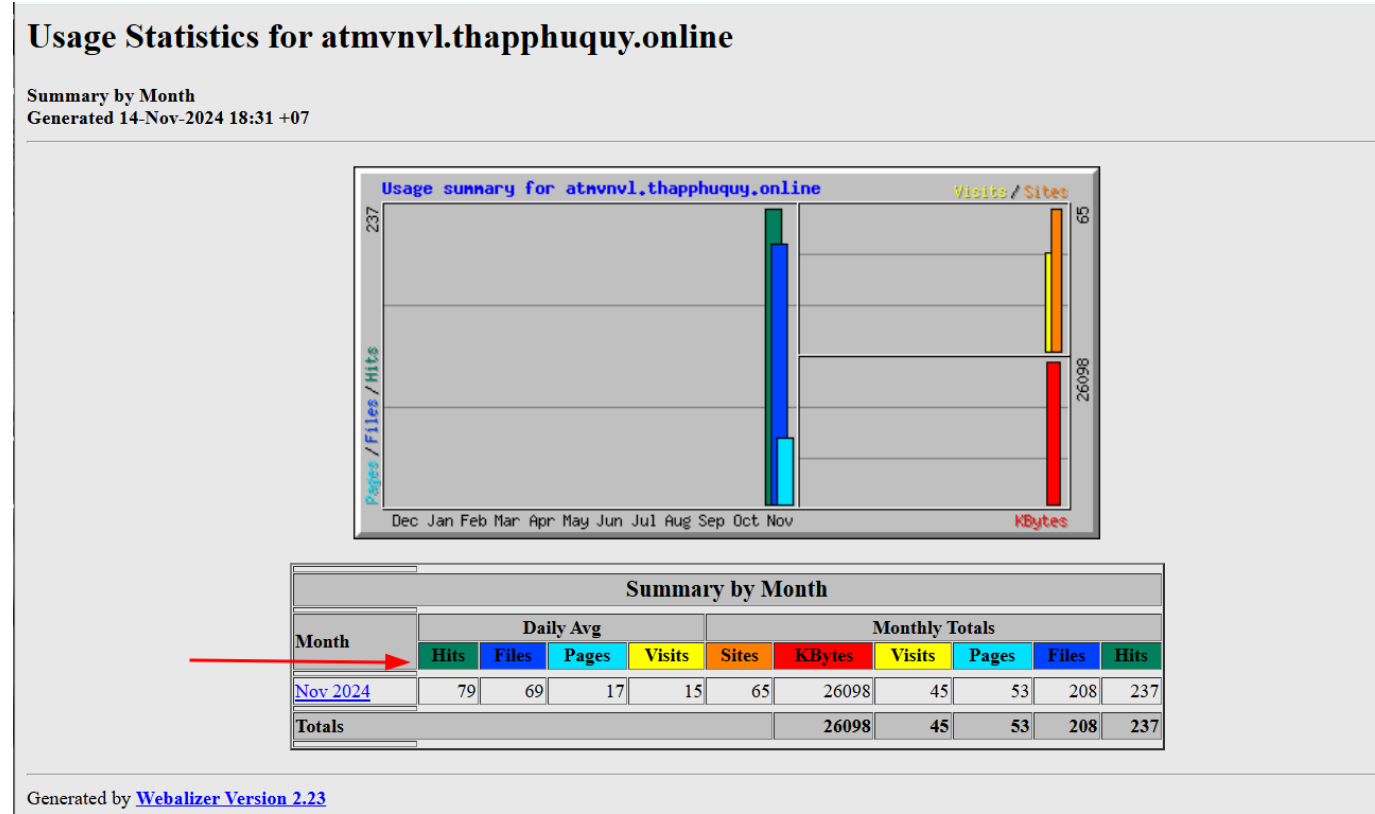 Usage Statistics for atmvnvl.thapphuquy.online
Summary by Month
Generated 14-Nov-2024 18:31 +07
Usage summary for atmvnvl.thapphuquy.online
Visits / Sites
237
65
Pages / Files / Hits
26098
Dec Jan Feb Mar Apr May Jun Jul Aug Sep Oct Nov
KBytes
Summary by Month
Month
Daily Avg
Monthly Totals
Hits Files Pages Visits Sites KBytes Visits Pages Files Hits
Nov 2024 79 69 17 15 65 26098 45 53 208 237
Totals 26098 45 53 208 237
Generated by Webalizer Version 2.23